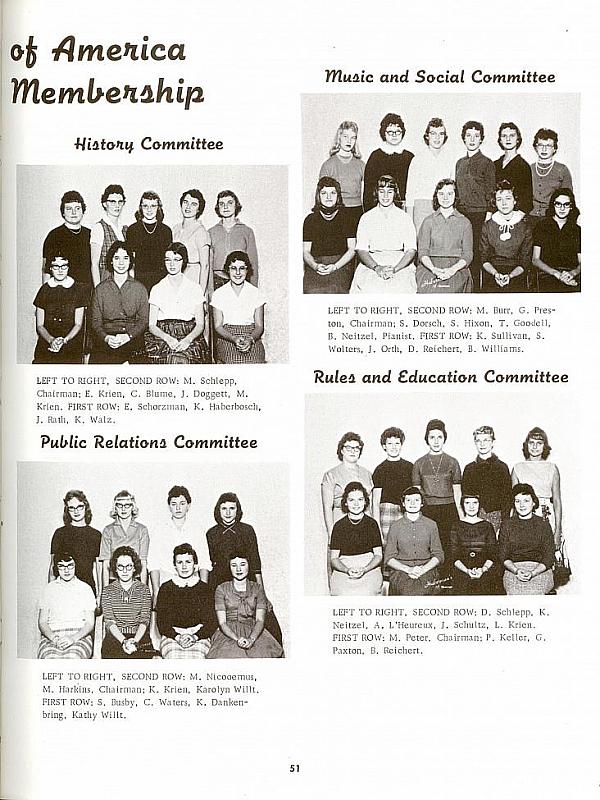 of America
Membership
History Committee
LEFT TO RIGHT, SECOND ROW: M. Schlepp,
Chairman; E. Krien, C. Blume, J. Doggett, M.
Krien. FIRST ROW: E. Schorzman, K. Haberbosch,
J. Rath, K. Walz.
Public Relations Committee
LEFT TO RIGHT, SECOND ROW: M. Nicodemus,
M. Harkins, Chairman; K. Krien, Karolyn Willt.
FIRST ROW: S. Busby, C. Waters, K. Danken-
bring, Kathy Willt.
Music and Social Committee
LEFT TO RIGHT, SECOND ROW: M. Burr, G. Pres-
ton, Chairman; S. Dorsch, S. Hixon, T. Goodell,
B. Neitzel, Pianist. FIRST ROW: K. Sullivan, S.
Wolters, J. Orth, D. Reichert, B. Williams.
Rules and Education Committee
LEFT TO RIGHT, SECOND ROW: D. Schlepp, K.
Neitzel, A. L'Heureux, J. Schultz, L. Krien.
FIRST ROW: M. Peter, Chairman; P. Keller, G.
Paxton, B. Reichert.
51